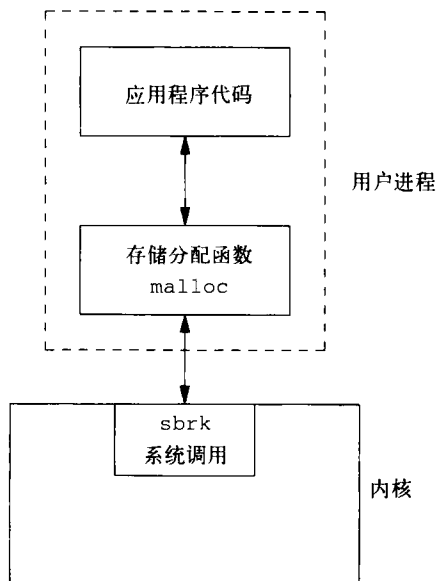 应用程序代码
用户进程
存储分配函数
malloc
sbrk
系统调用
内核